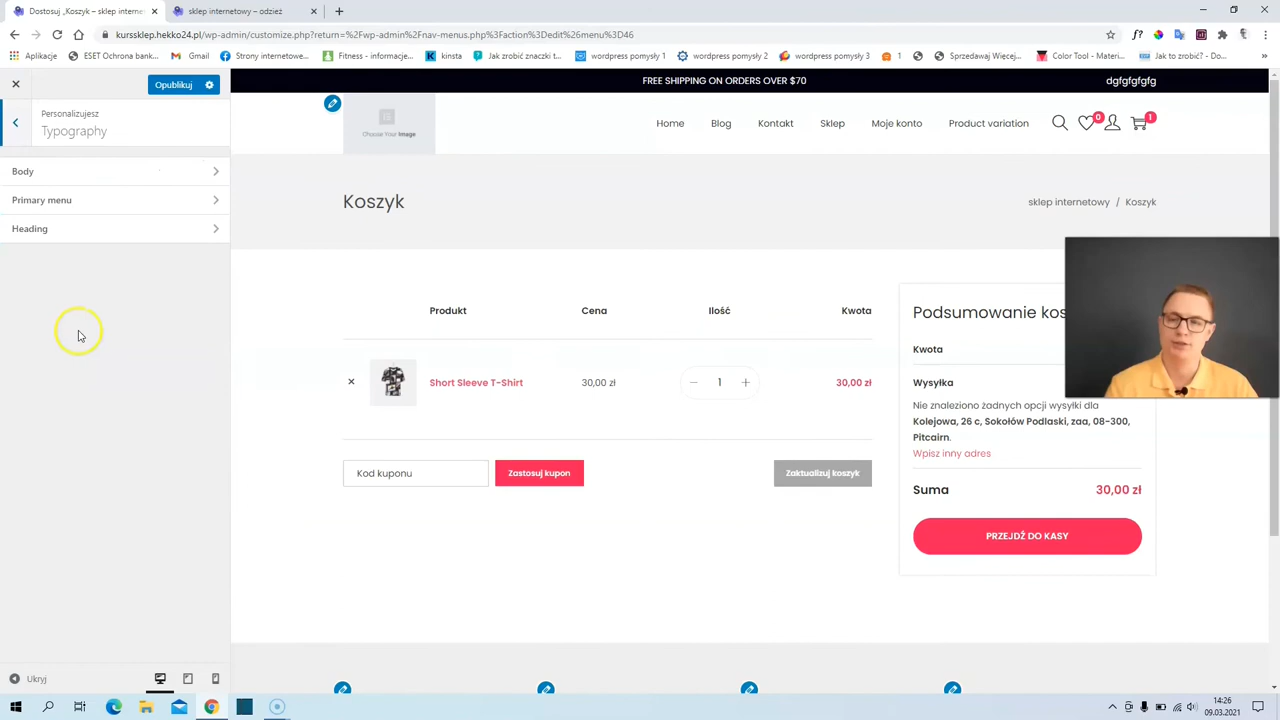 Dostosuj „Koszyk – sklep intern
sklep internetowy – odzież
kurssklep.hekko24.pl/wp-admin/customize.php?return=%2Fwp-admin%2Fnav-menus.php%3Faction%3Dedit%26menu%3D46
Aplikacje
ESET Ochrona bank...
Gmail
Strony internetowe...
Fitness - informacje...
kinsta
Jak zrobić znaczek t...
wordpress pomysły 1
wordpress pomysły 2
wordpress pomysły 3
1
Sprzedawaj Więcej,...
Color Tool - Materi...
Jak to zrobić? - Do...
»
Opublikuj
FREE SHIPPING ON ORDERS OVER $70
dgfgfgfgfg
Personalizujesz
Typography
Choose Your Image
Home
Blog
Kontakt
Sklep
Moje konto
Product variation
0
1
Body
Primary menu
Heading
Koszyk
sklep internetowy / Koszyk
Produkt
Cena
Ilość
Kwota
Podsumowanie kos
Kwota
Short Sleeve T-Shirt
30,00 zł
1
30,00 zł
Wysyłka
Nie znaleziono żadnych opcji wysyłki dla
Kolejowa, 26 c, Sokołów Podlaski, zaa, 08-300,
Pitcairn.
Wpisz inny adres
Kod kuponu
Zastosuj kupon
Zaktualizuj koszyk
Suma
30,00 zł
PRZEJDŹ DO KASY
Ukryj
14:26
09.03.2021